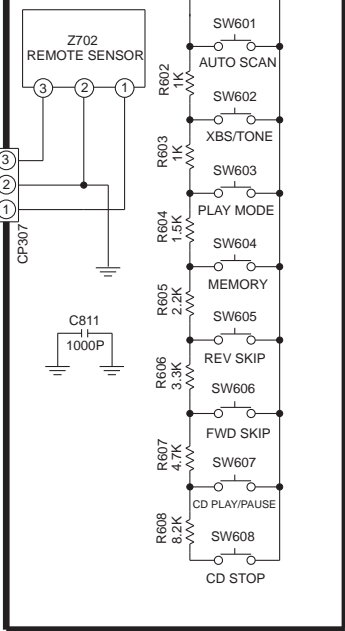 Z702
REMOTE SENSOR
3
2
1
3
2
1
CP307
C811
1000P
SW601
AUTO SCAN
R602
1K
SW602
XBS/TONE
R603
1K
SW603
PLAY MODE
R604
1.5K
SW604
MEMORY
R605
2.2K
SW605
REV SKIP
R606
3.3K
SW606
FWD SKIP
R607
4.7K
SW607
CD PLAY/PAUSE
R608
8.2K
SW608
CD STOP